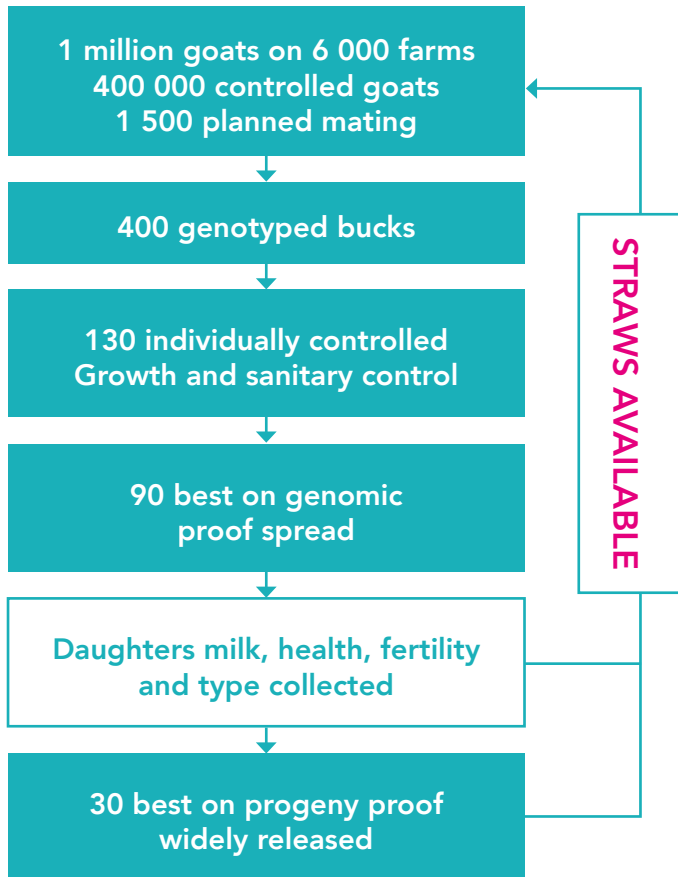 1 million goats on 6 000 farms
400 000 controlled goats
1 500 planned mating
400 genotyped bucks
130 individually controlled
Growth and sanitary control
90 best on genomic
proof spread
Daughters milk, health, fertility
and type collected
30 best on progeny proof
widely released
STRAWS AVAILABLE